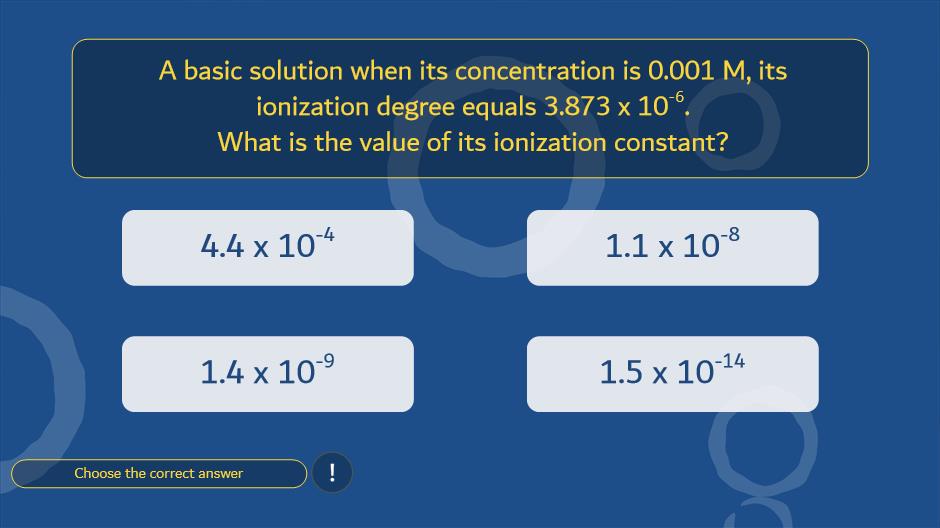 A basic solution when its concentration is 0.001 M, its
ionization degree equals 3.873 x 10⁻⁶.
What is the value of its ionization constant?
4.4 x 10⁻⁴
1.1 x 10⁻⁸
1.4 x 10⁻⁹
1.5 x 10⁻¹⁴
Choose the correct answer
!